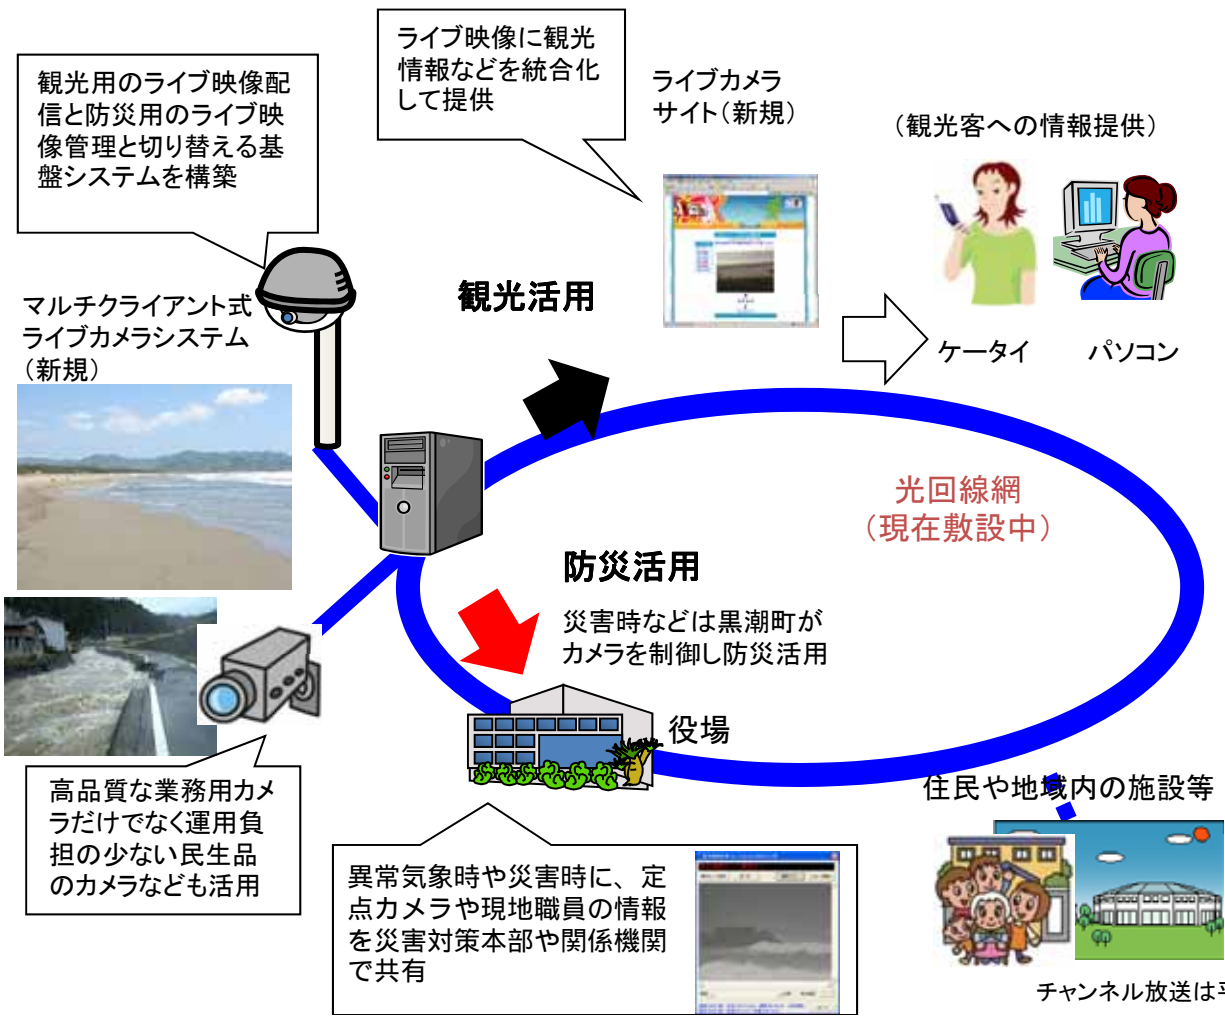 ライブ映像に観光
情報などを統合化
して提供
観光用のライブ映像配
信と防災用のライブ映
像管理と切り替える基
盤システムを構築
ライブカメラ
サイト(新規)
(観光客への情報提供)
マルチクライアント式
ライブカメラシステム
(新規)
観光活用
ケータイ
パソコン
光回線網
(現在敷設中)
防災活用
災害時などは黒潮町が
カメラを制御し防災活用
役場
高品質な業務用カメ
ラだけでなく運用負
担の少ない民生品
のカメラなども活用
異常気象時や災害時に、定
点カメラや現地職員の情報
を災害対策本部や関係機関
で共有
住民や地域内の施設等
チャンネル放送は